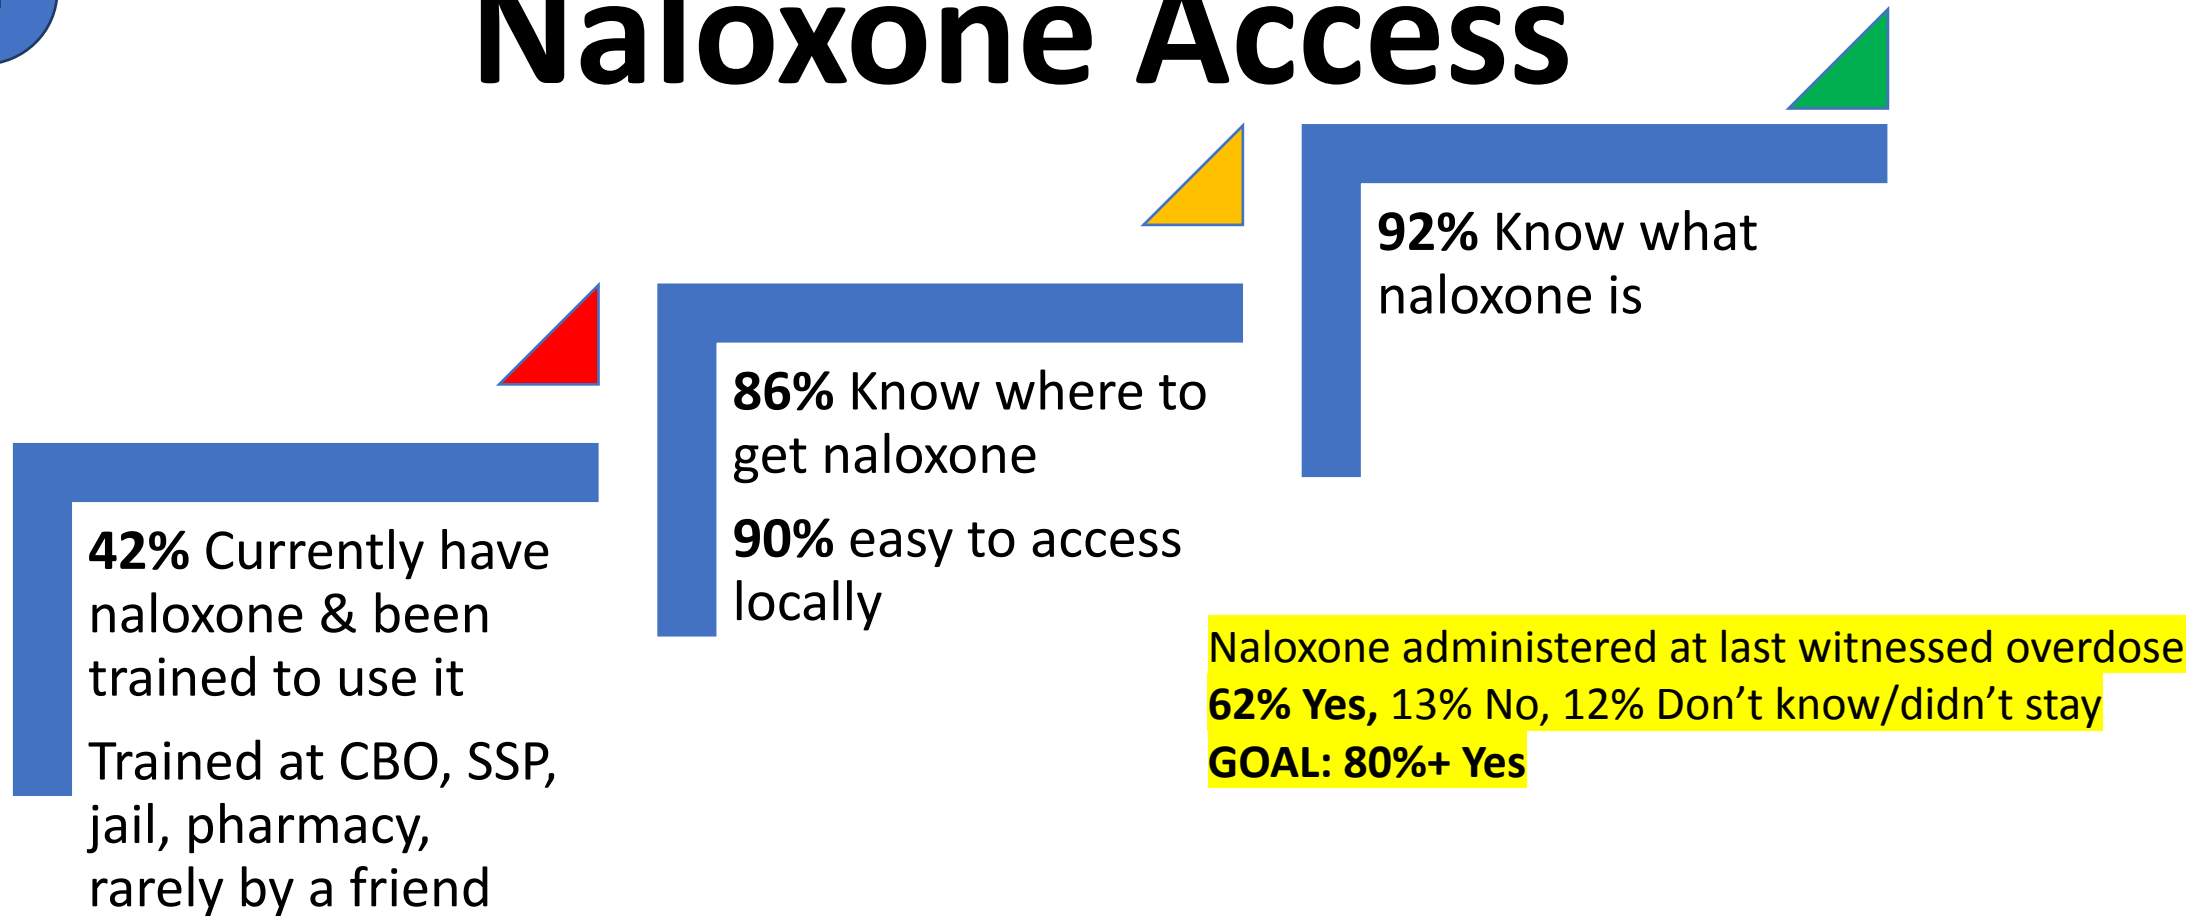 Naloxone Access
42% Currently have
naloxone & been
trained to use it
Trained at CBO, SSP,
jail, pharmacy,
rarely by a friend
86% Know where to
get naloxone
90% easy to access
locally
92% Know what
naloxone is
Naloxone administered at last witnessed overdose
62% Yes, 13% No, 12% Don’t know/didn’t stay
GOAL: 80%+ Yes